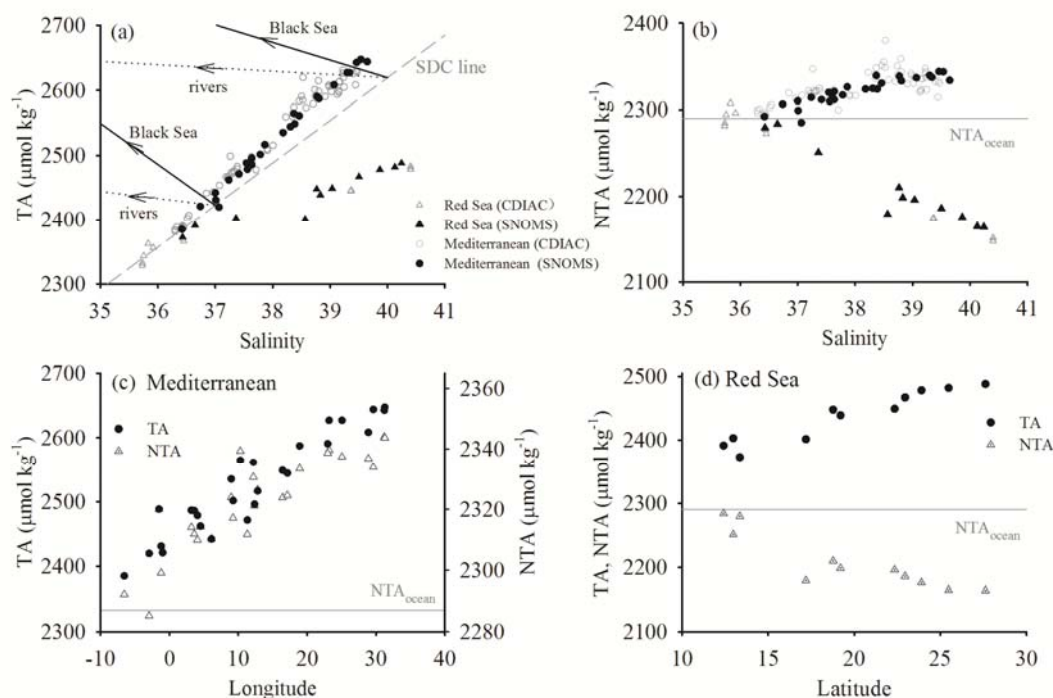 (a)
2700
2600
2500
2400
2300
TA (μmol kg⁻¹)
Black Sea
rivers
Black Sea
rivers
SDC line
Red Sea (CDIAC)
Red Sea (SNOMS)
Mediterranean (CDIAC)
Mediterranean (SNOMS)
35 36 37 38 39 40 41
Salinity
(b)
2400
2300
2200
2100
NTA (μmol kg⁻¹)
NTAocean
35 36 37 38 39 40 41
Salinity
(c) Mediterranean
2700
2600
2500
2400
2300
TA (μmol kg⁻¹)
TA
NTA
NTAocean
2360
2340
2320
2300
2280
NTA (μmol kg⁻¹)
-10 0 10 20 30 40
Longitude
(d) Red Sea
2500
2400
2300
2200
2100
TA, NTA (μmol kg⁻¹)
TA
NTA
NTAocean
10 15 20 25 30
Latitude